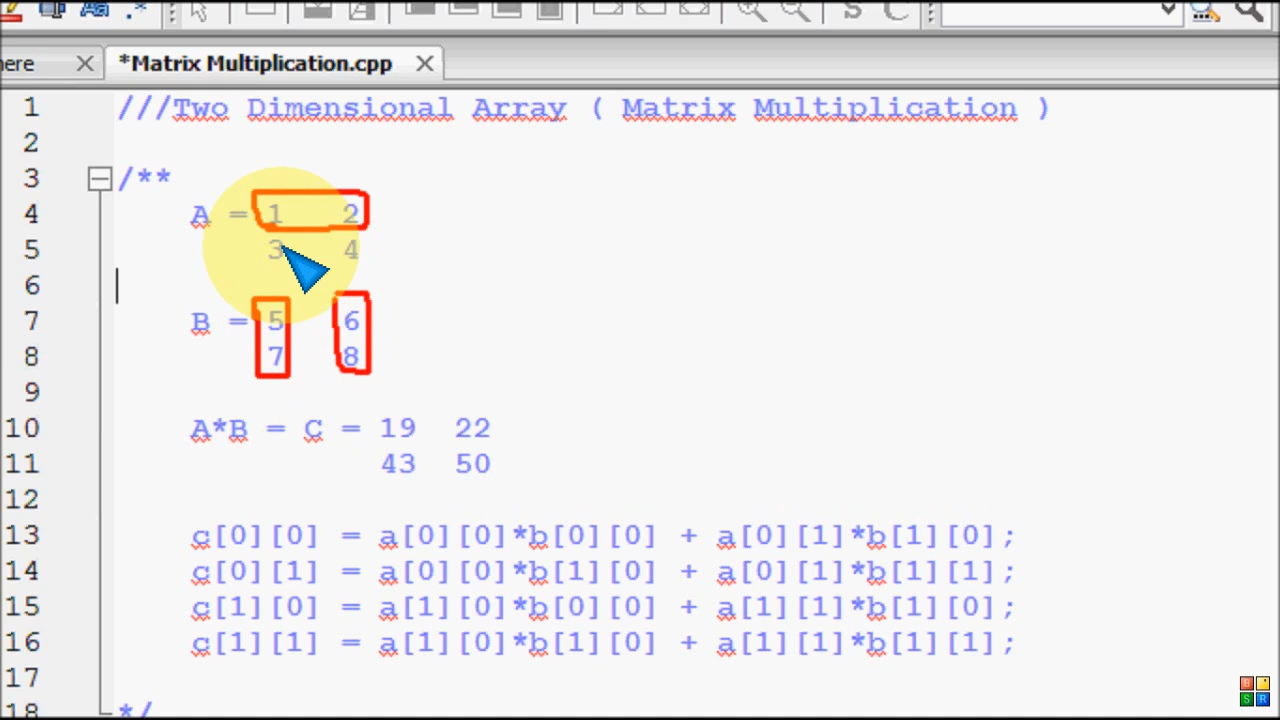 here
*Matrix Multiplication.cpp
1 ///Two Dimensional Array ( Matrix Multiplication )
2
3 /**
4 A = 1 2
5 3 4
6
7 B = 5 6
8 7 8
9
10 A*B = C = 19 22
11 43 50
12
13 c[0][0] = a[0][0]*b[0][0] + a[0][1]*b[1][0];
14 c[0][1] = a[0][0]*b[1][0] + a[0][1]*b[1][1];
15 c[1][0] = a[1][0]*b[0][0] + a[1][1]*b[1][0];
16 c[1][1] = a[1][0]*b[1][0] + a[1][1]*b[1][1];
17
18 */